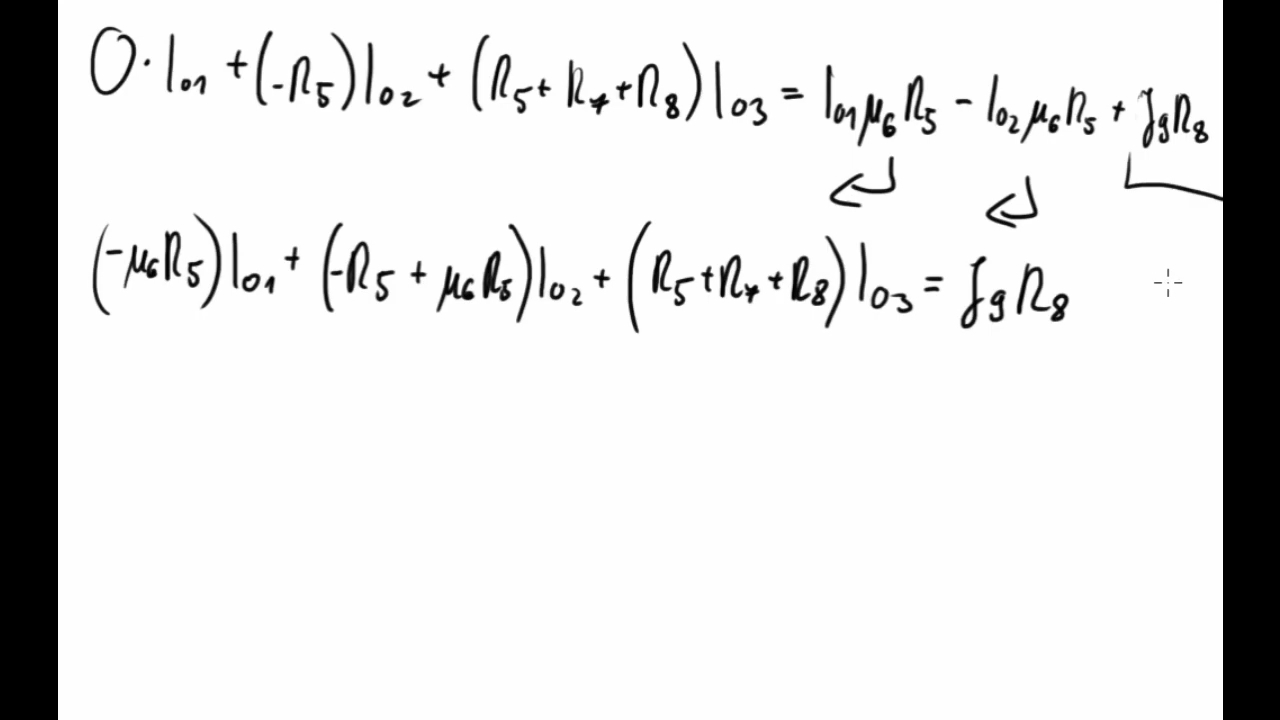 0 · I₀₁ + (-R₅)I₀₂ + (R₅ + R₇ + R₈)I₀₃ = I₀₁μ₆R₅ - I₀₂μ₆R₅ + J₉R₈
(-μ₆R₅)I₀₁ + (-R₅ + μ₆R₅)I₀₂ + (R₅ + R₇ + R₈)I₀₃ = J₉R₈